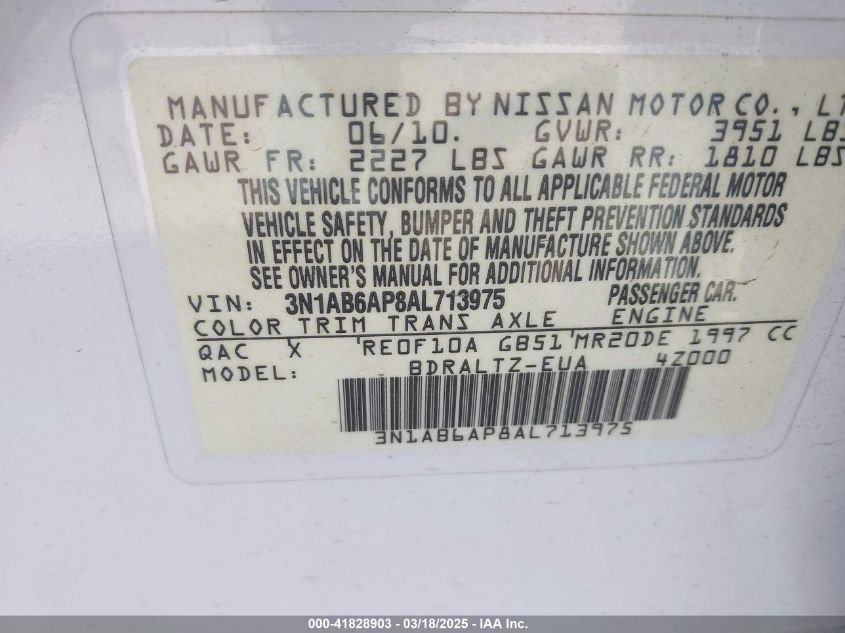 MANUFACTURED BY NISSAN MOTOR CO., LT
DATE: 06/10. GVWR: 3951 LBS
GAWR FR: 2227 LBS GAWR RR: 1810 LBS
THIS VEHICLE CONFORMS TO ALL APPLICABLE FEDERAL MOTOR
VEHICLE SAFETY, BUMPER AND THEFT PREVENTION STANDARDS
IN EFFECT ON THE DATE OF MANUFACTURE SHOWN ABOVE.
SEE OWNER'S MANUAL FOR ADDITIONAL INFORMATION.
VIN: 3N1AB6AP8AL713975 PASSENGER CAR.
COLOR TRIM TRANS AXLE ENGINE
QAC X RE0F10A GB51 MR20DE 1997 CC
MODEL: BDRALTZ-EUA 4Z000
3N1AB6AP8AL713975
000-41828903 — 03/18/2025 — IAA Inc.